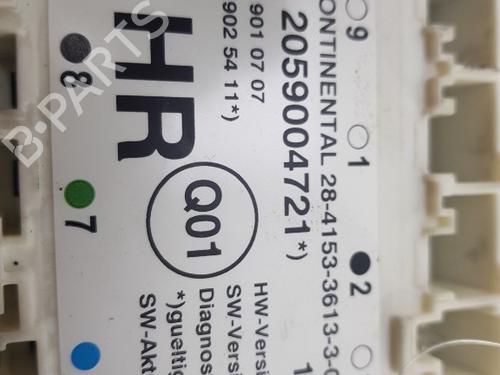 ONTINENTAL 28-4153-3613-3-0
2059004721*)
901 07 07
902 54 11*)
HR
Q01
HW-Versi
SW-Versi
Diagnos
*)gueltig
SW-Akt
9
1
2
8
7
B-PARTS